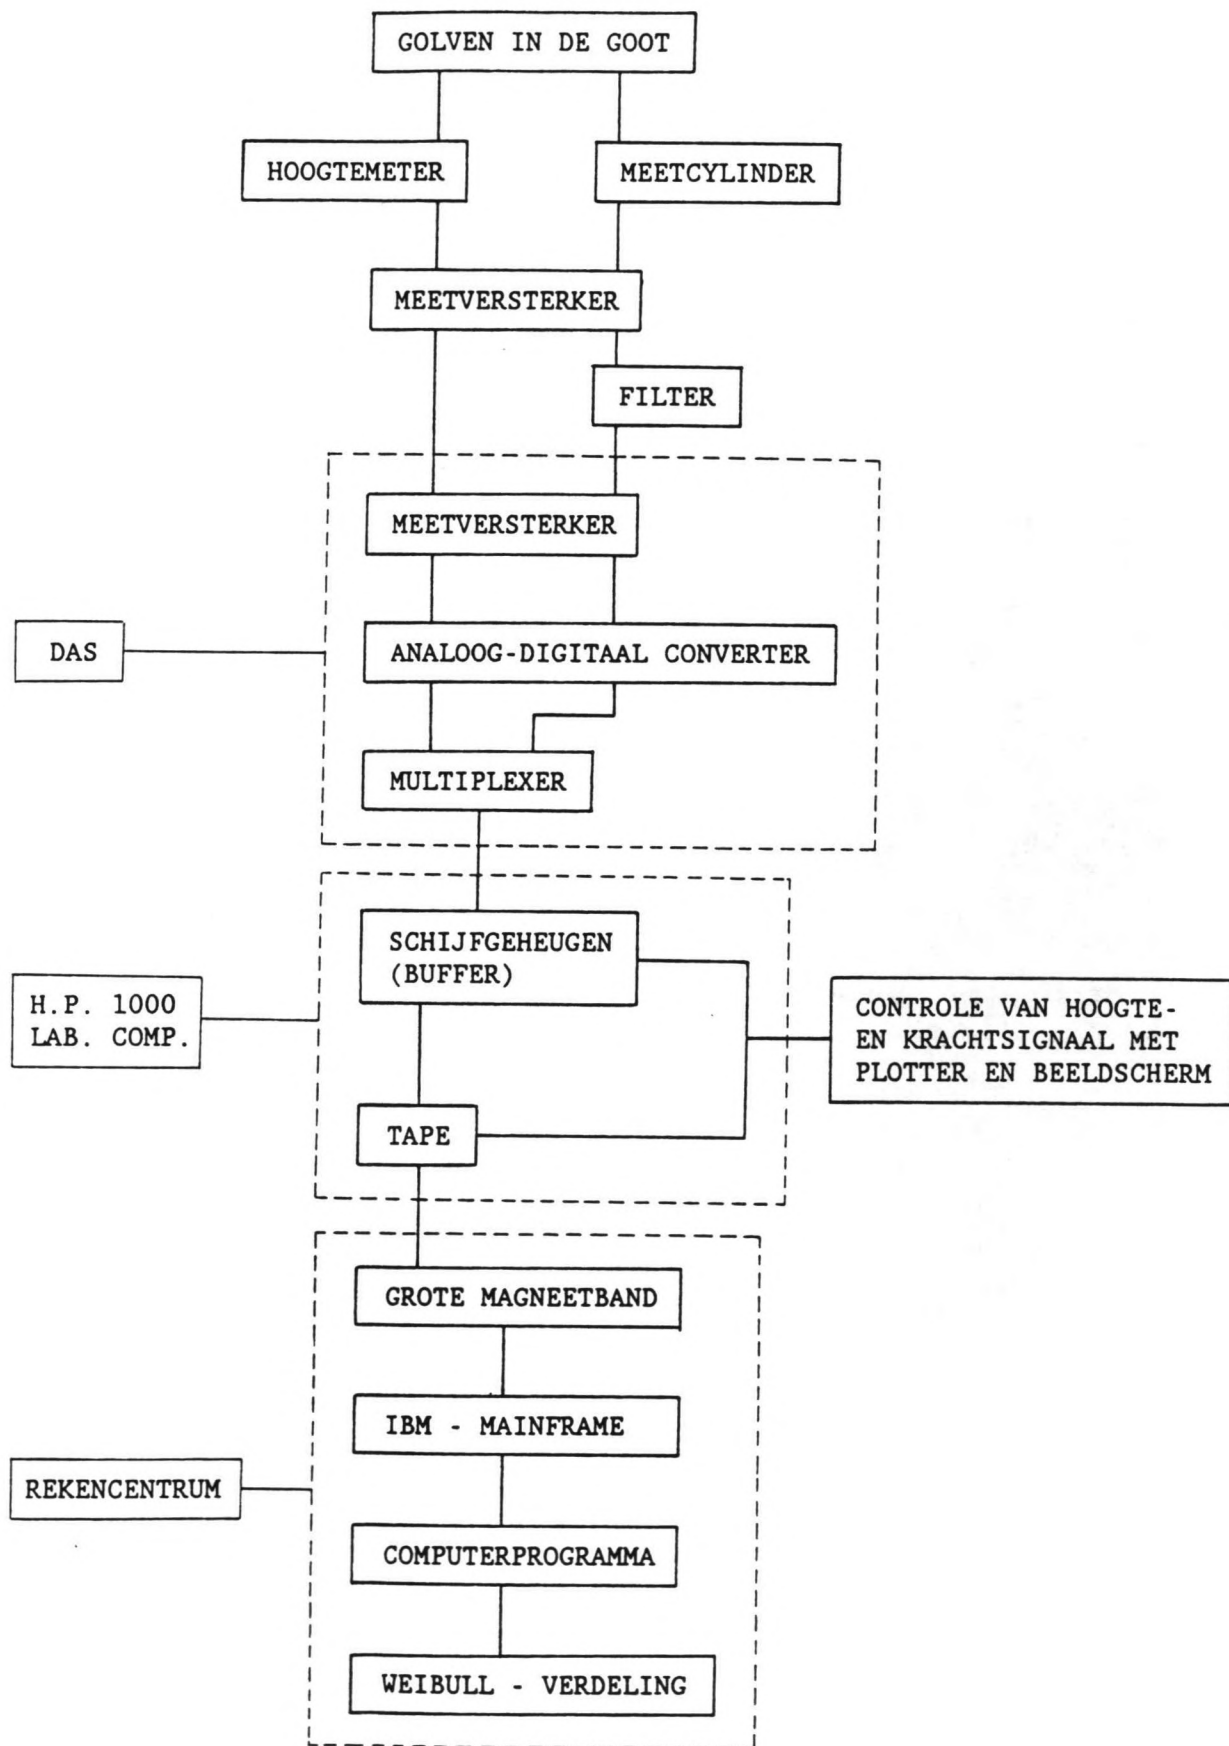 GOLVEN IN DE GOOT
HOOGTEMETER
MEETCYLINDER
MEETVERSTERKER
FILTER
MEETVERSTERKER
DAS
ANALOOG-DIGITAAL CONVERTER
MULTIPLEXER
SCHIJFGEHEUGEN
(BUFFER)
H.P. 1000
LAB. COMP.
CONTROLE VAN HOOGTE-
EN KRACHTSIGNAAL MET
PLOTTER EN BEELDSCHERM
TAPE
GROTE MAGNEETBAND
IBM - MAINFRAME
REKENCENTRUM
COMPUTERPROGRAMMA
WEIBULL - VERDELING